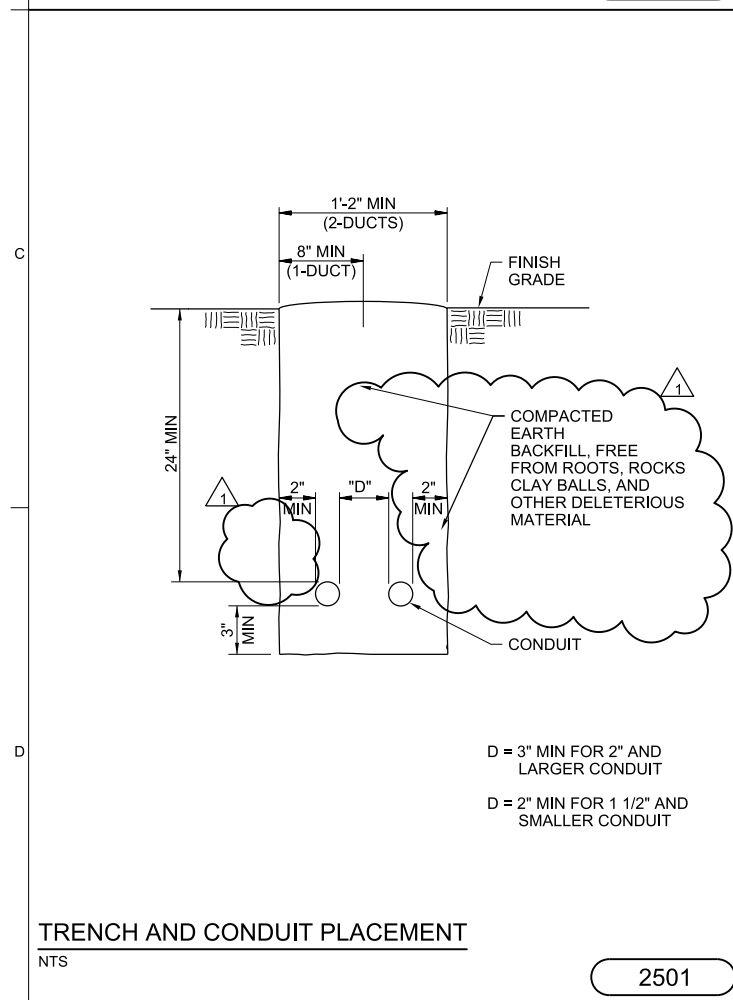 1'-2" MIN
(2-DUCTS)
8" MIN
(1-DUCT)
C
FINISH
GRADE
1
COMPACTED
EARTH
BACKFILL, FREE
FROM ROOTS, ROCKS
CLAY BALLS, AND
OTHER DELETERIOUS
MATERIAL
24" MIN
1
2"
MIN
"D"
2"
MIN
3"
MIN
CONDUIT
D
D = 3" MIN FOR 2" AND
LARGER CONDUIT
D = 2" MIN FOR 1 1/2" AND
SMALLER CONDUIT
TRENCH AND CONDUIT PLACEMENT
NTS
2501